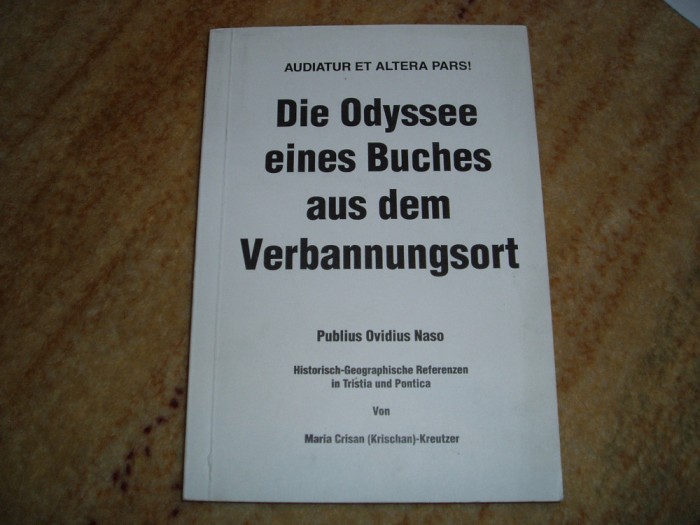 AUDIATUR ET ALTERA PARS!
Die Odyssee
eines Buches
aus dem
Verbannungsort
Publius Ovidius Naso
Historisch-Geographische Referenzen
in Tristia und Pontica
Von
Maria Crisan (Krischan)-Kreutzer